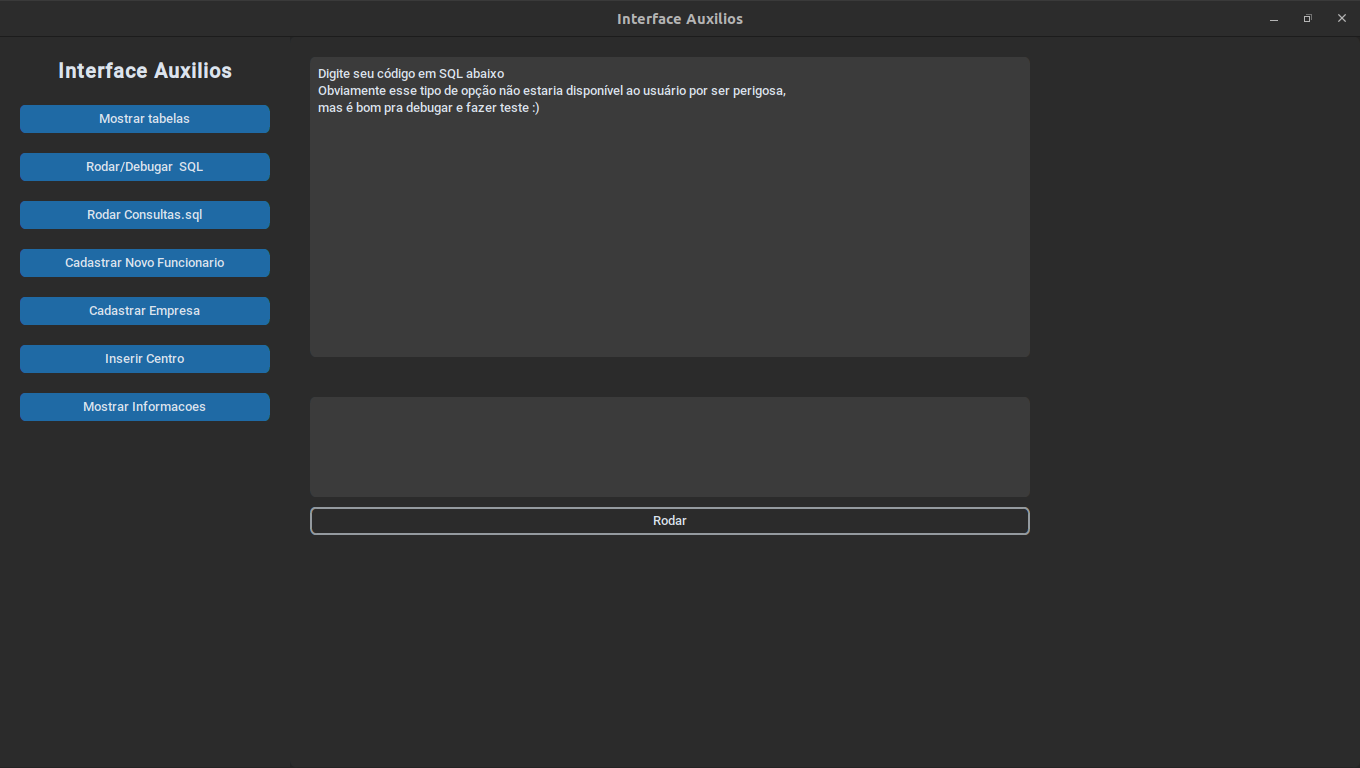 Interface Auxilios
Interface Auxilios
Mostrar tabelas
Rodar/Debugar  SQL
Rodar Consultas.sql
Cadastrar Novo Funcionario
Cadastrar Empresa
Inserir Centro
Mostrar Informacoes
Digite seu código em SQL abaixo
Obviamente esse tipo de opção não estaria disponível ao usuário por ser perigosa,
mas é bom pra debugar e fazer teste :)
Rodar